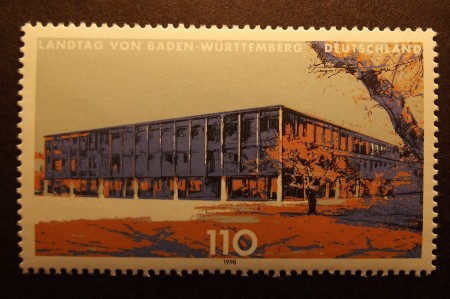 LANDTAG VON BADEN-WÜRTTEMBERG DEUTSCHLAND
110
1998